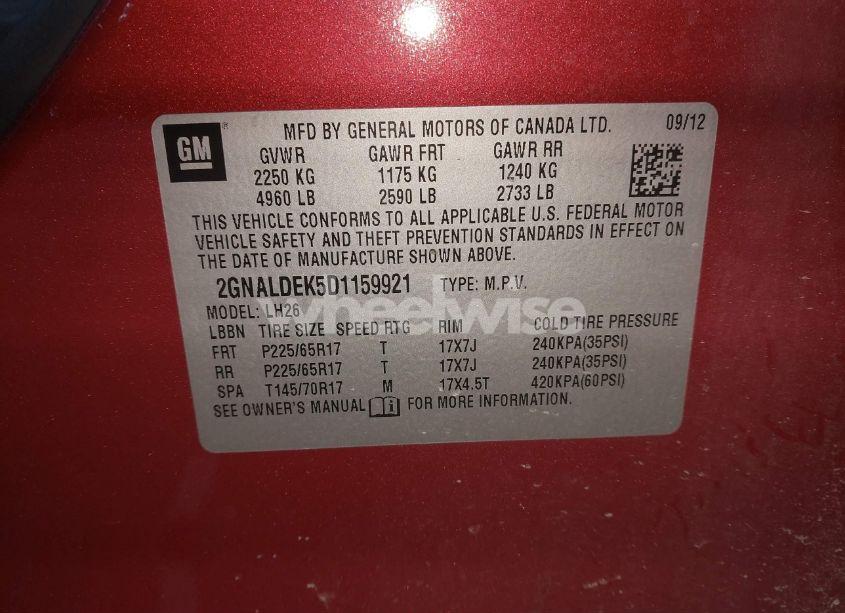 GM
MFD BY GENERAL MOTORS OF CANADA LTD. 09/12
GVWR GAWR FRT GAWR RR
2250 KG 1175 KG 1240 KG
4960 LB 2590 LB 2733 LB
THIS VEHICLE CONFORMS TO ALL APPLICABLE U.S. FEDERAL MOTOR
VEHICLE SAFETY AND THEFT PREVENTION STANDARDS IN EFFECT ON
THE DATE OF MANUFACTURE SHOWN ABOVE.
2GNALDEK5D1159921 TYPE: M.P.V.
wheelwise
MODEL: LH26
LBBN TIRE SIZE SPEED RTG RIM COLD TIRE PRESSURE
FRT P225/65R17 T 17X7J 240KPA(35PSI)
RR P225/65R17 T 17X7J 240KPA(35PSI)
SPA T145/70R17 M 17X4.5T 420KPA(60PSI)
SEE OWNER'S MANUAL FOR MORE INFORMATION.